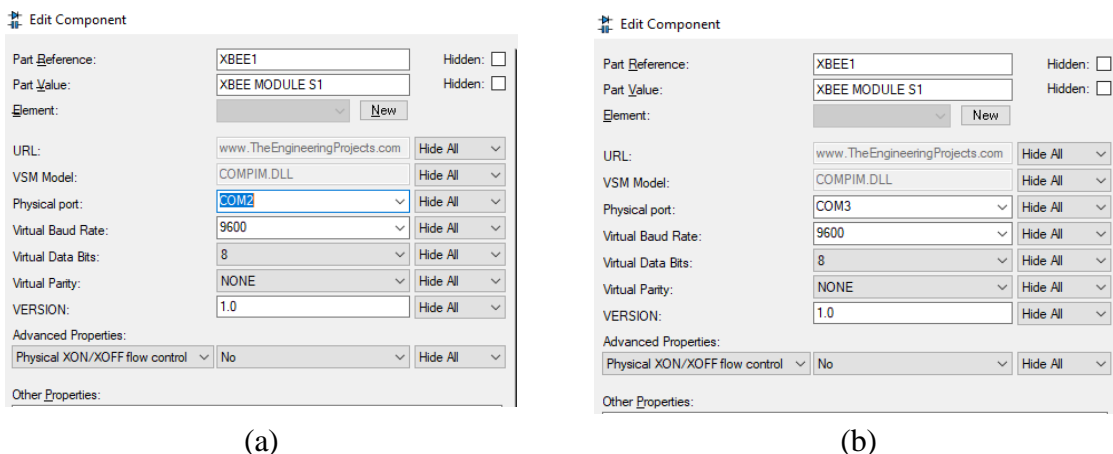 Edit Component
Part Reference: XBEE1 Hidden:
Part Value: XBEE MODULE S1 Hidden:
Element: New
URL: www.TheEngineeringProjects.com Hide All
VSM Model: COMPIM.DLL Hide All
Physical port: COM2 Hide All
Virtual Baud Rate: 9600 Hide All
Virtual Data Bits: 8 Hide All
Virtual Parity: NONE Hide All
VERSION: 1.0 Hide All
Advanced Properties:
Physical XON/XOFF flow control No Hide All
Other Properties:
(a)
Edit Component
Part Reference: XBEE1 Hidden:
Part Value: XBEE MODULE S1 Hidden:
Element: New
URL: www.TheEngineeringProjects.com Hide All
VSM Model: COMPIM.DLL Hide All
Physical port: COM3 Hide All
Virtual Baud Rate: 9600 Hide All
Virtual Data Bits: 8 Hide All
Virtual Parity: NONE Hide All
VERSION: 1.0 Hide All
Advanced Properties:
Physical XON/XOFF flow control No Hide All
Other Properties:
(b)